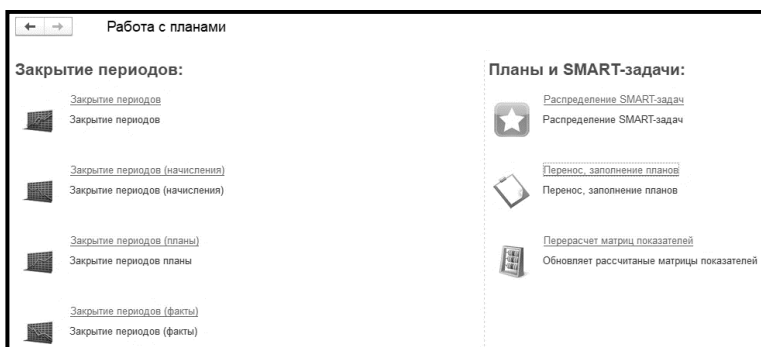 Работа с планами
Закрытие периодов:
Закрытие периодов
Закрытие периодов
Закрытие периодов (начисления)
Закрытие периодов (начисления)
Закрытие периодов (планы)
Закрытие периодов планы
Закрытие периодов (факты)
Закрытие периодов (факты)
Планы и SMART-задачи:
Распределение SMART-задач
Распределение SMART-задач
Перенос, заполнение планов
Перенос, заполнение планов
Перерасчет матриц показателей
Обновляет рассчитаные матрицы показателей